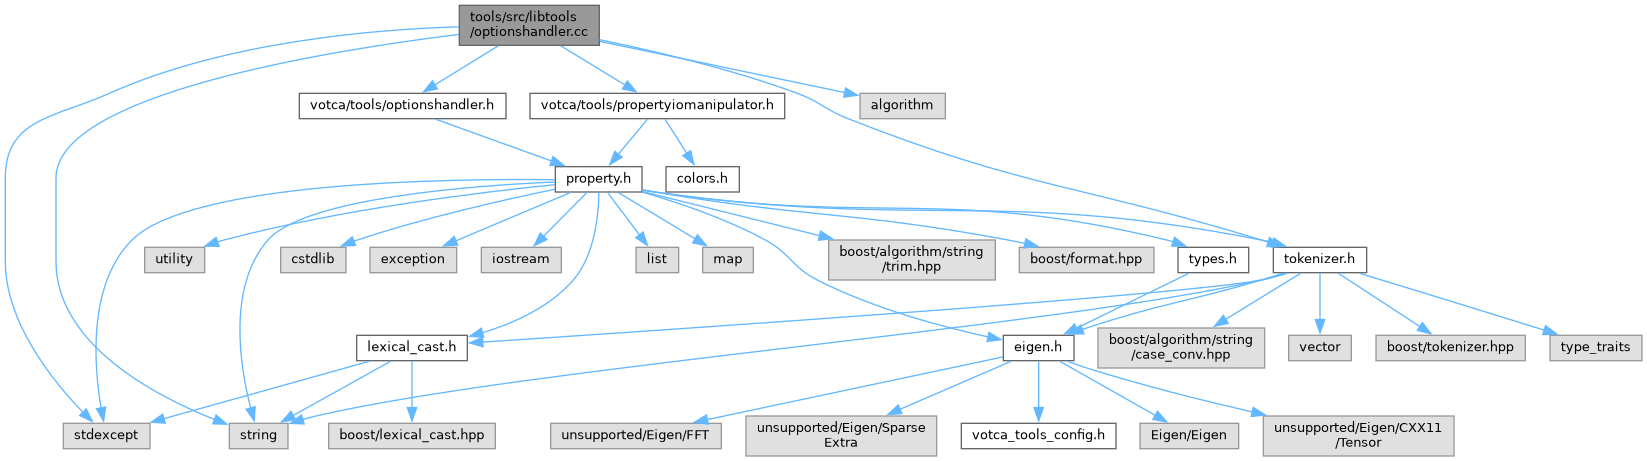 tools/src/libtools
/optionshandler.cc
votca/tools/optionshandler.h
votca/tools/propertyiomanipulator.h
algorithm
property.h
colors.h
utility
cstdlib
exception
iostream
list
map
boost/algorithm/string
/trim.hpp
boost/format.hpp
types.h
tokenizer.h
lexical_cast.h
eigen.h
boost/algorithm/string
/case_conv.hpp
vector
boost/tokenizer.hpp
type_traits
stdexcept
string
boost/lexical_cast.hpp
unsupported/Eigen/FFT
unsupported/Eigen/Sparse
Extra
votca_tools_config.h
Eigen/Eigen
unsupported/Eigen/CXX11
/Tensor